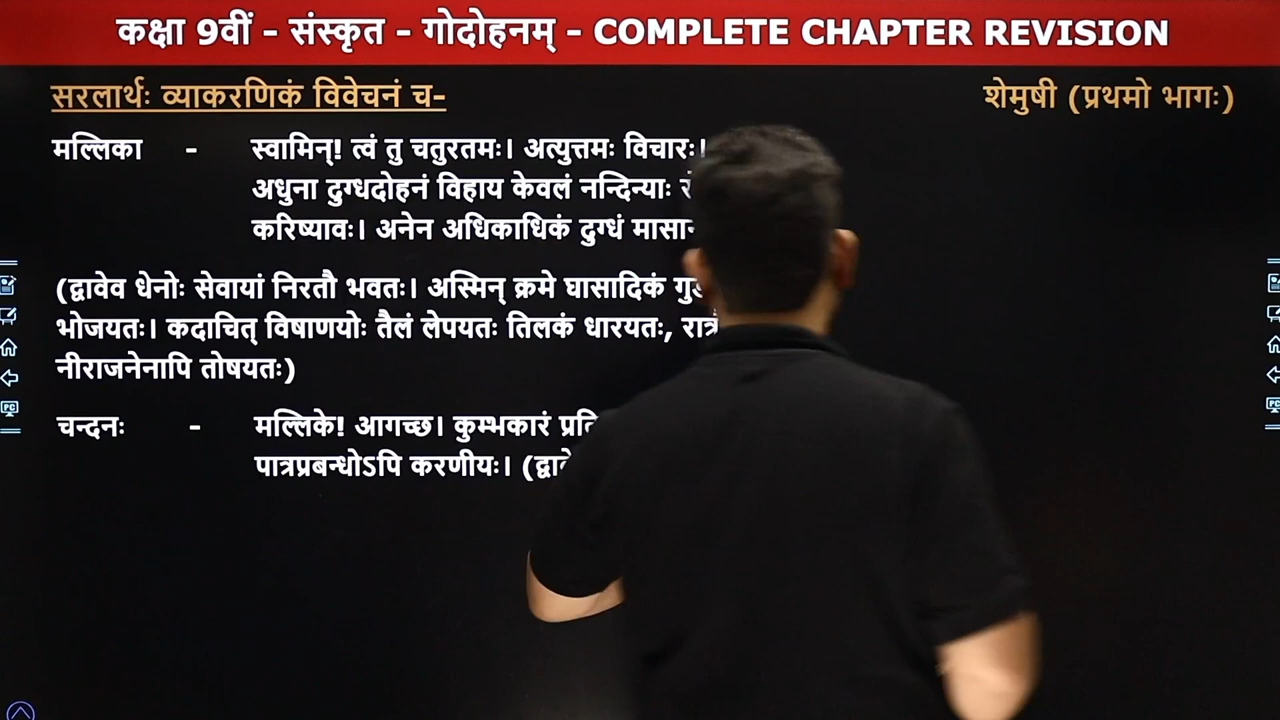 कक्षा 9वीं - संस्कृत - गोदोहनम् - COMPLETE CHAPTER REVISION
सरलार्थः व्याकरणिकं विवेचनं च-
शेमुषी (प्रथमो भागः)
मल्लिका - स्वामिन्! त्वं तु चतुरतमः। अत्युत्तमः विचारः।
अधुना दुग्धदोहनं विहाय केवलं नन्दिन्याः
करिष्यावः। अनेन अधिकाधिकं दुग्धं
(द्वावेव धेनोः सेवायां निरतौ भवतः। अस्मिन् क्रमे घासादिकं
भोजयतः। कदाचित् विषाणयोः तैलं लेपयतः तिलकं धारयतः,
नीराजनेनापि तोषयतः)
चन्दनः - मल्लिके! आगच्छ। कुम्भकारं
पात्रप्रबन्धोऽपि करणीयः।
PC
PC